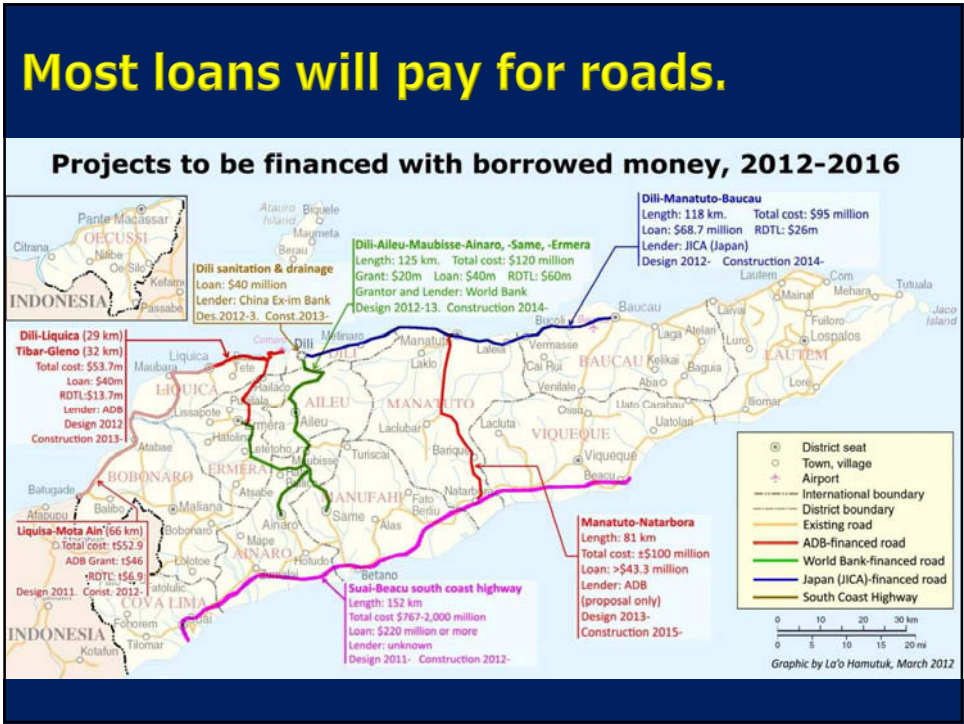 Most loans will pay for roads.
Projects to be financed with borrowed money, 2012-2016
Dili-Manatuto-Baucau
Length: 118 km. Total cost: $95 million
Loan: $68.7 million RDTL: $26m
Lender: JICA (Japan)
Design 2012- Construction 2014-
Atauro
Island
Biquele
Maumeta
Berau
Pante Macassar
OECUSSI
Citrana
Nitibe
Oe Silo
Kefamı
Passabe
INDONESIA
Dili-Aileu-Maubisse-Ainaro, -Same, -Ermera
Length: 125 km. Total cost: $120 million
Grant: $20m Loan: $40m RDTL: $60m
Grantor and Lender: World Bank
Design 2012-13. Construction 2014-
Dili sanitation & drainage
Loan: $40 million
Lender: China Ex-im Bank
Des.2012-3. Const.2013-
Dili-Liquica (29 km)
Tibar-Gleno (32 km)
Total cost: $53.7m
Loan: $40m
RDTL:$13.7m
Lender: ADB
Design 2012
Construction 2013-
Lautem
Com
Mehara
Tutuala
Jaco
Island
Mainal
Fuiloro
Lospalos
LAUTEM
Lore
Iliomar
Laivai
Luro
Baucau
Bucoli
Laga
Atelari
Vermasse
BAUCAU
Kelikai
Baguia
Cai Rui
Venilale
Abao
Ossu
Uato Carabau
Uatolari
Metinaro
Manatuto
Laleia
Dili
DILI
Laklo
Liquica
Maubara
LIQUICA
Hailaco
AILEU
MANATUTO
Lissapote
Aileu
Laclubar
Lacluta
VIQUEQUE
Hatolia
Letefoho
Maubisse
Turiscai
Barique
Viqueque
Beacu
Atabae
BOBONARO
ERMERA
Atsabe
MANUFAHI
Fato
Berliu
Natarbora
Batugade
Balibo
Maliana
Atapupu
Bobonaro
Ainaro
Same
Alas
Mape
AINARO
Hotudo
Lolotoe
Betano
Liquisa-Mota Ain (66 km)
Total cost: t$52.9
ADB Grant: t$46
RDTL: t$6.9
Design 2011. Const. 2012-
COVA LIMA
Fohorem
Tilomar
INDONESIA
Kotafun
Suai-Beacu south coast highway
Length: 152 km
Total cost $767-2,000 million
Loan: $220 million or more
Lender: unknown
Design 2011- Construction 2012-
Manatuto-Natarbora
Length: 81 km
Total cost: ±$100 million
Loan: >$43.3 million
Lender: ADB
(proposal only)
Design 2013-
Construction 2015-
District seat
Town, village
Airport
International boundary
District boundary
Existing road
ADB-financed road
World Bank-financed road
Japan (JICA)-financed road
South Coast Highway
0 10 20 30 km
0 5 10 15 20 mi
Graphic by La'o Hamutuk, March 2012